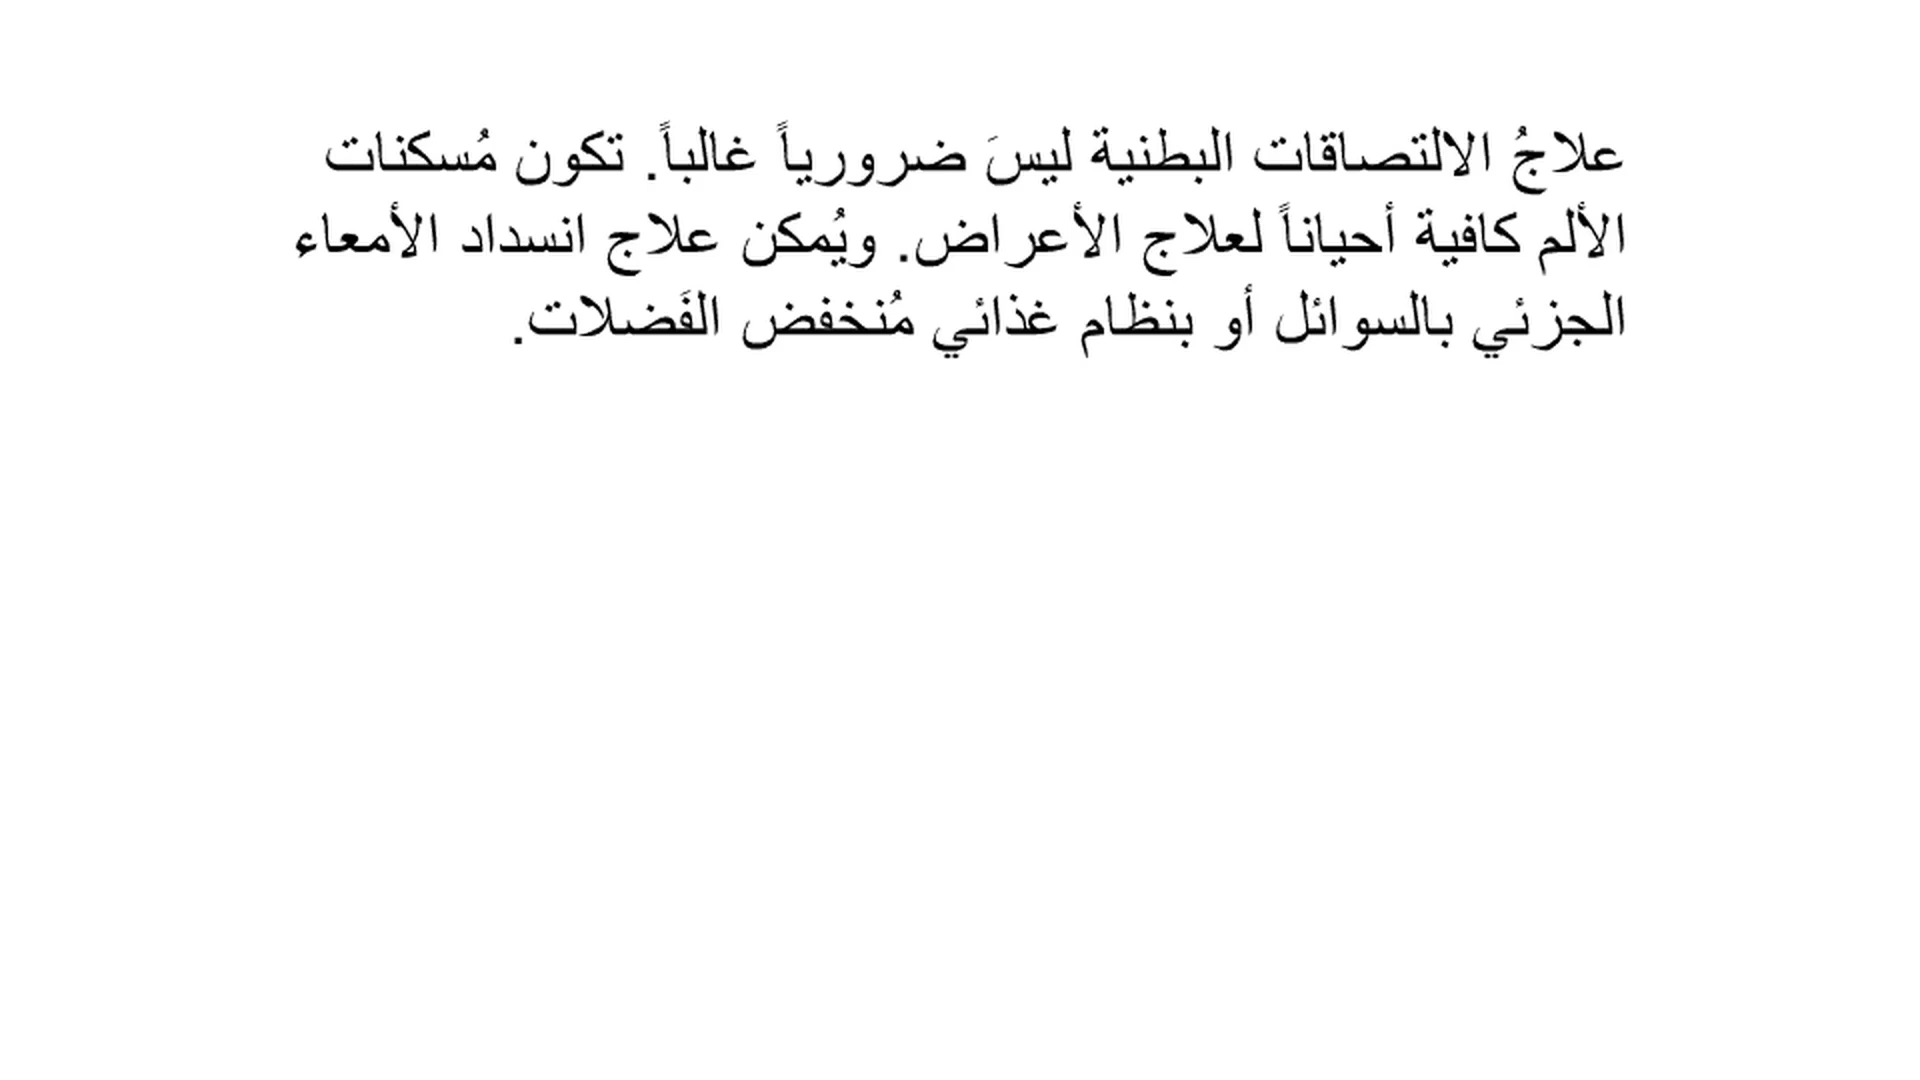 علاجُ الالتصاقات البطنية ليسَ ضرورياً غالباً. تكون مُسكنات
الألم كافية أحياناً لعلاج الأعراض. ويُمكن علاج انسداد الأمعاء
الجزئي بالسوائل أو بنظام غذائي مُنخفض الفَضلات.